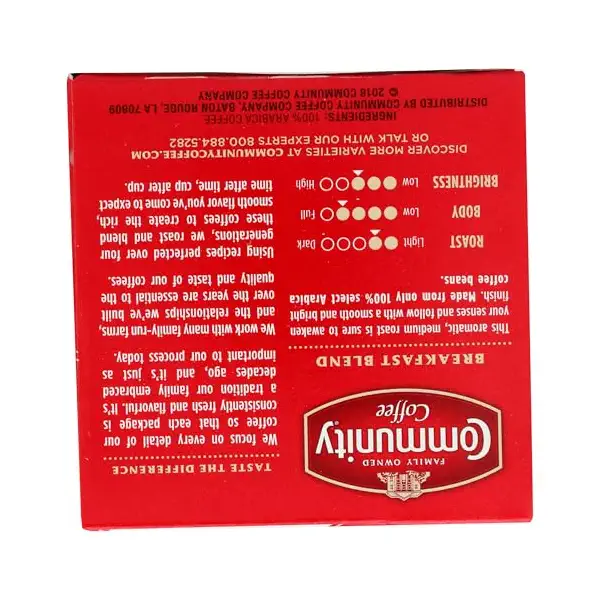 FAMILY OWNED
Community
Coffee
BREAKFAST BLEND
This aromatic, medium roast is sure to awaken
your senses and follow with a smooth and bright
finish. Made from only 100% select Arabica
coffee beans.
ROAST Light Dark
BODY Low Full
BRIGHTNESS Low High
TASTE THE DIFFERENCE
We focus on every detail of our
coffee so that each package is
consistently fresh and flavorful. It's
a tradition our family embraced
decades ago, and it's just as
important to our process today.
We work with many family-run farms,
and the relationships we've built
over the years are essential to the
quality and taste of our coffees.
Using recipes perfected over four
generations, we roast and blend
these coffees to create the rich,
smooth flavor you've come to expect
time after time, cup after cup.
DISCOVER MORE VARIETIES AT COMMUNITYCOFFEE.COM
OR TALK WITH OUR EXPERTS 800.884.5282
INGREDIENTS: 100% ARABICA COFFEE
DISTRIBUTED BY COMMUNITY COFFEE COMPANY, BATON ROUGE, LA 70809
© 2018 COMMUNITY COFFEE COMPANY